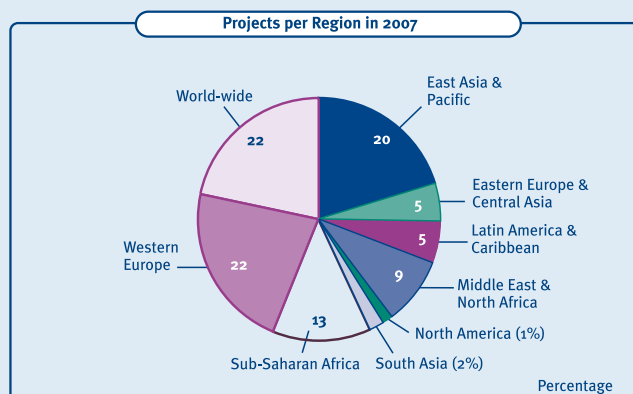 Projects per Region in 2007
East Asia &
Pacific
World-wide
22
20
Eastern Europe &
Central Asia
5
Latin America &
Caribbean
5
Western
Europe
22
9
Middle East &
North Africa
13
North America (1%)
Sub-Saharan Africa
South Asia (2%)
Percentage